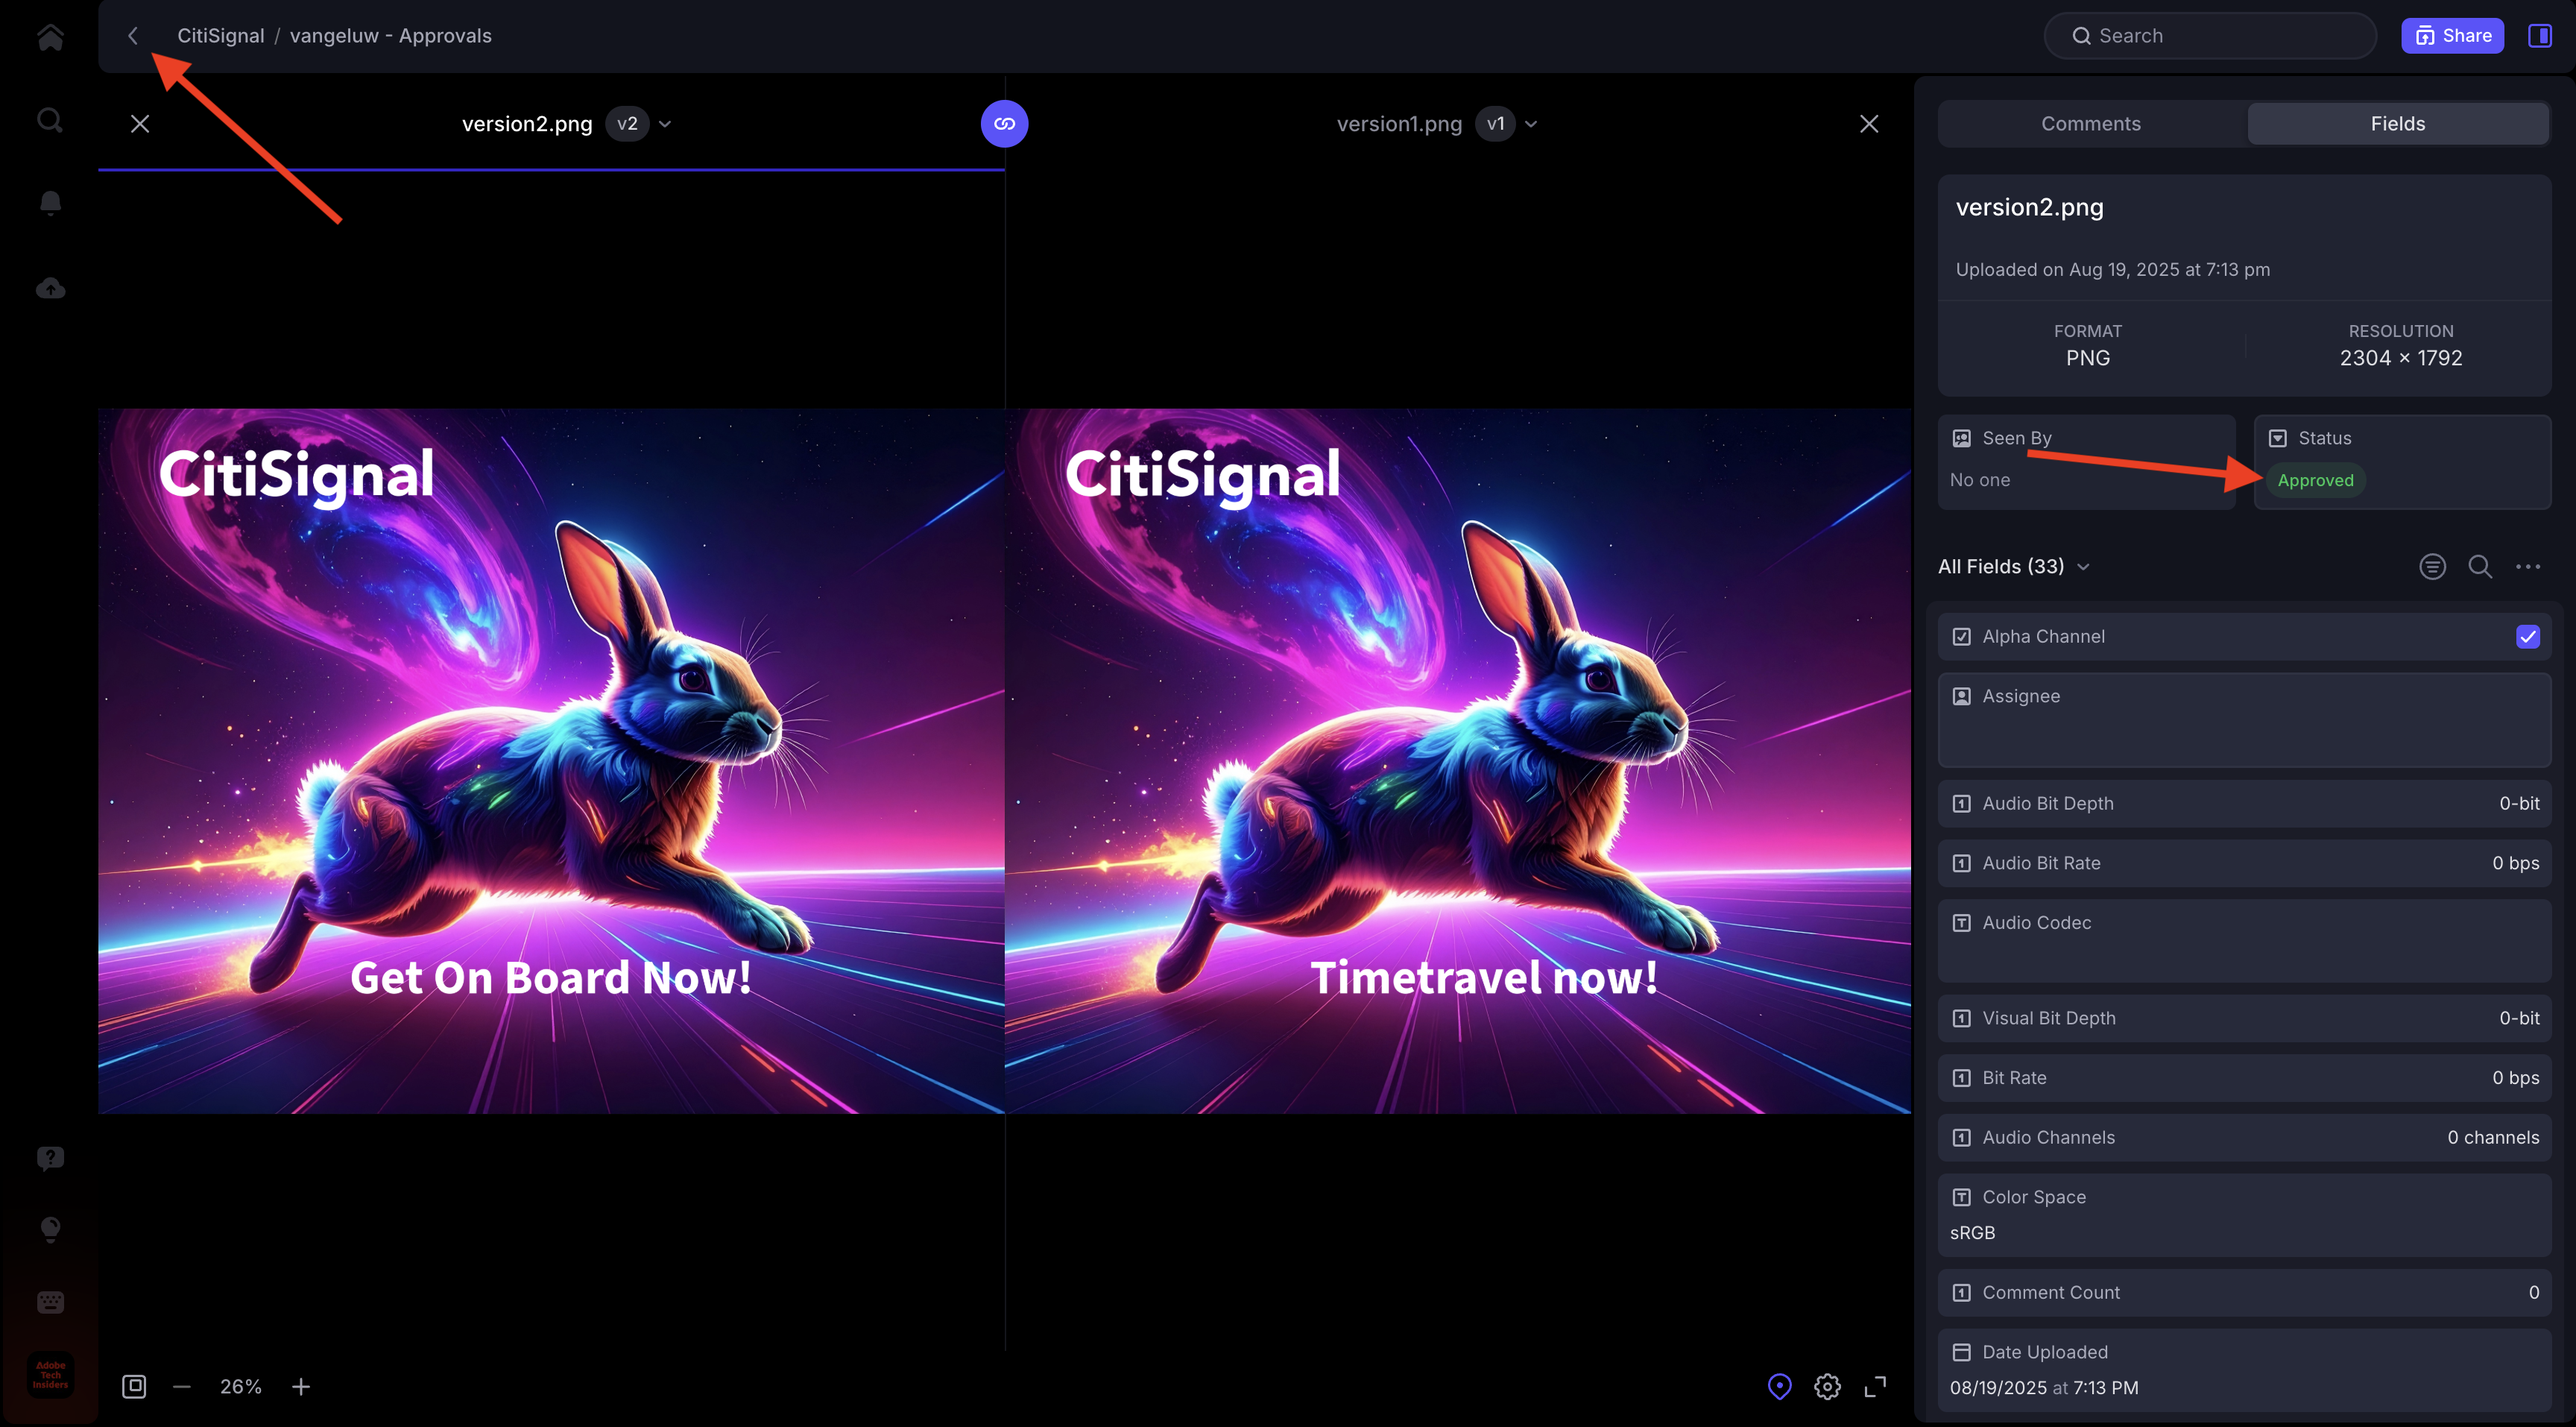 CitiSignal / vangeluw - Approvals
Search
Share
version2.png v2
version1.png v1
Comments
Fields
version2.png
Uploaded on Aug 19, 2025 at 7:13 pm
FORMAT
PNG
RESOLUTION
2304 × 1792
Seen By
No one
Status
Approved
CitiSignal
Get On Board Now!
CitiSignal
Timetravel now!
All Fields (33)
Alpha Channel
Assignee
Audio Bit Depth 0-bit
Audio Bit Rate 0 bps
Audio Codec
Visual Bit Depth 0-bit
Bit Rate 0 bps
Audio Channels 0 channels
Color Space
sRGB
Comment Count 0
Date Uploaded
08/19/2025 at 7:13 PM
Adobe
Tech
Insiders
26%